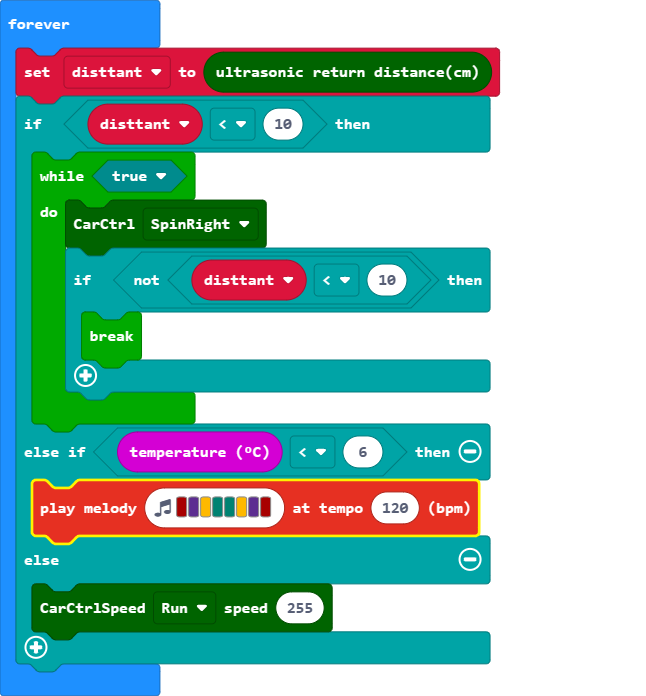 forever
set disttant to ultrasonic return distance(cm)
if disttant < 10 then
while true
do CarCtrl SpinRight
if not disttant < 10 then
break
else if temperature (ºC) < 6 then
play melody at tempo 120 (bpm)
else
CarCtrlSpeed Run speed 255